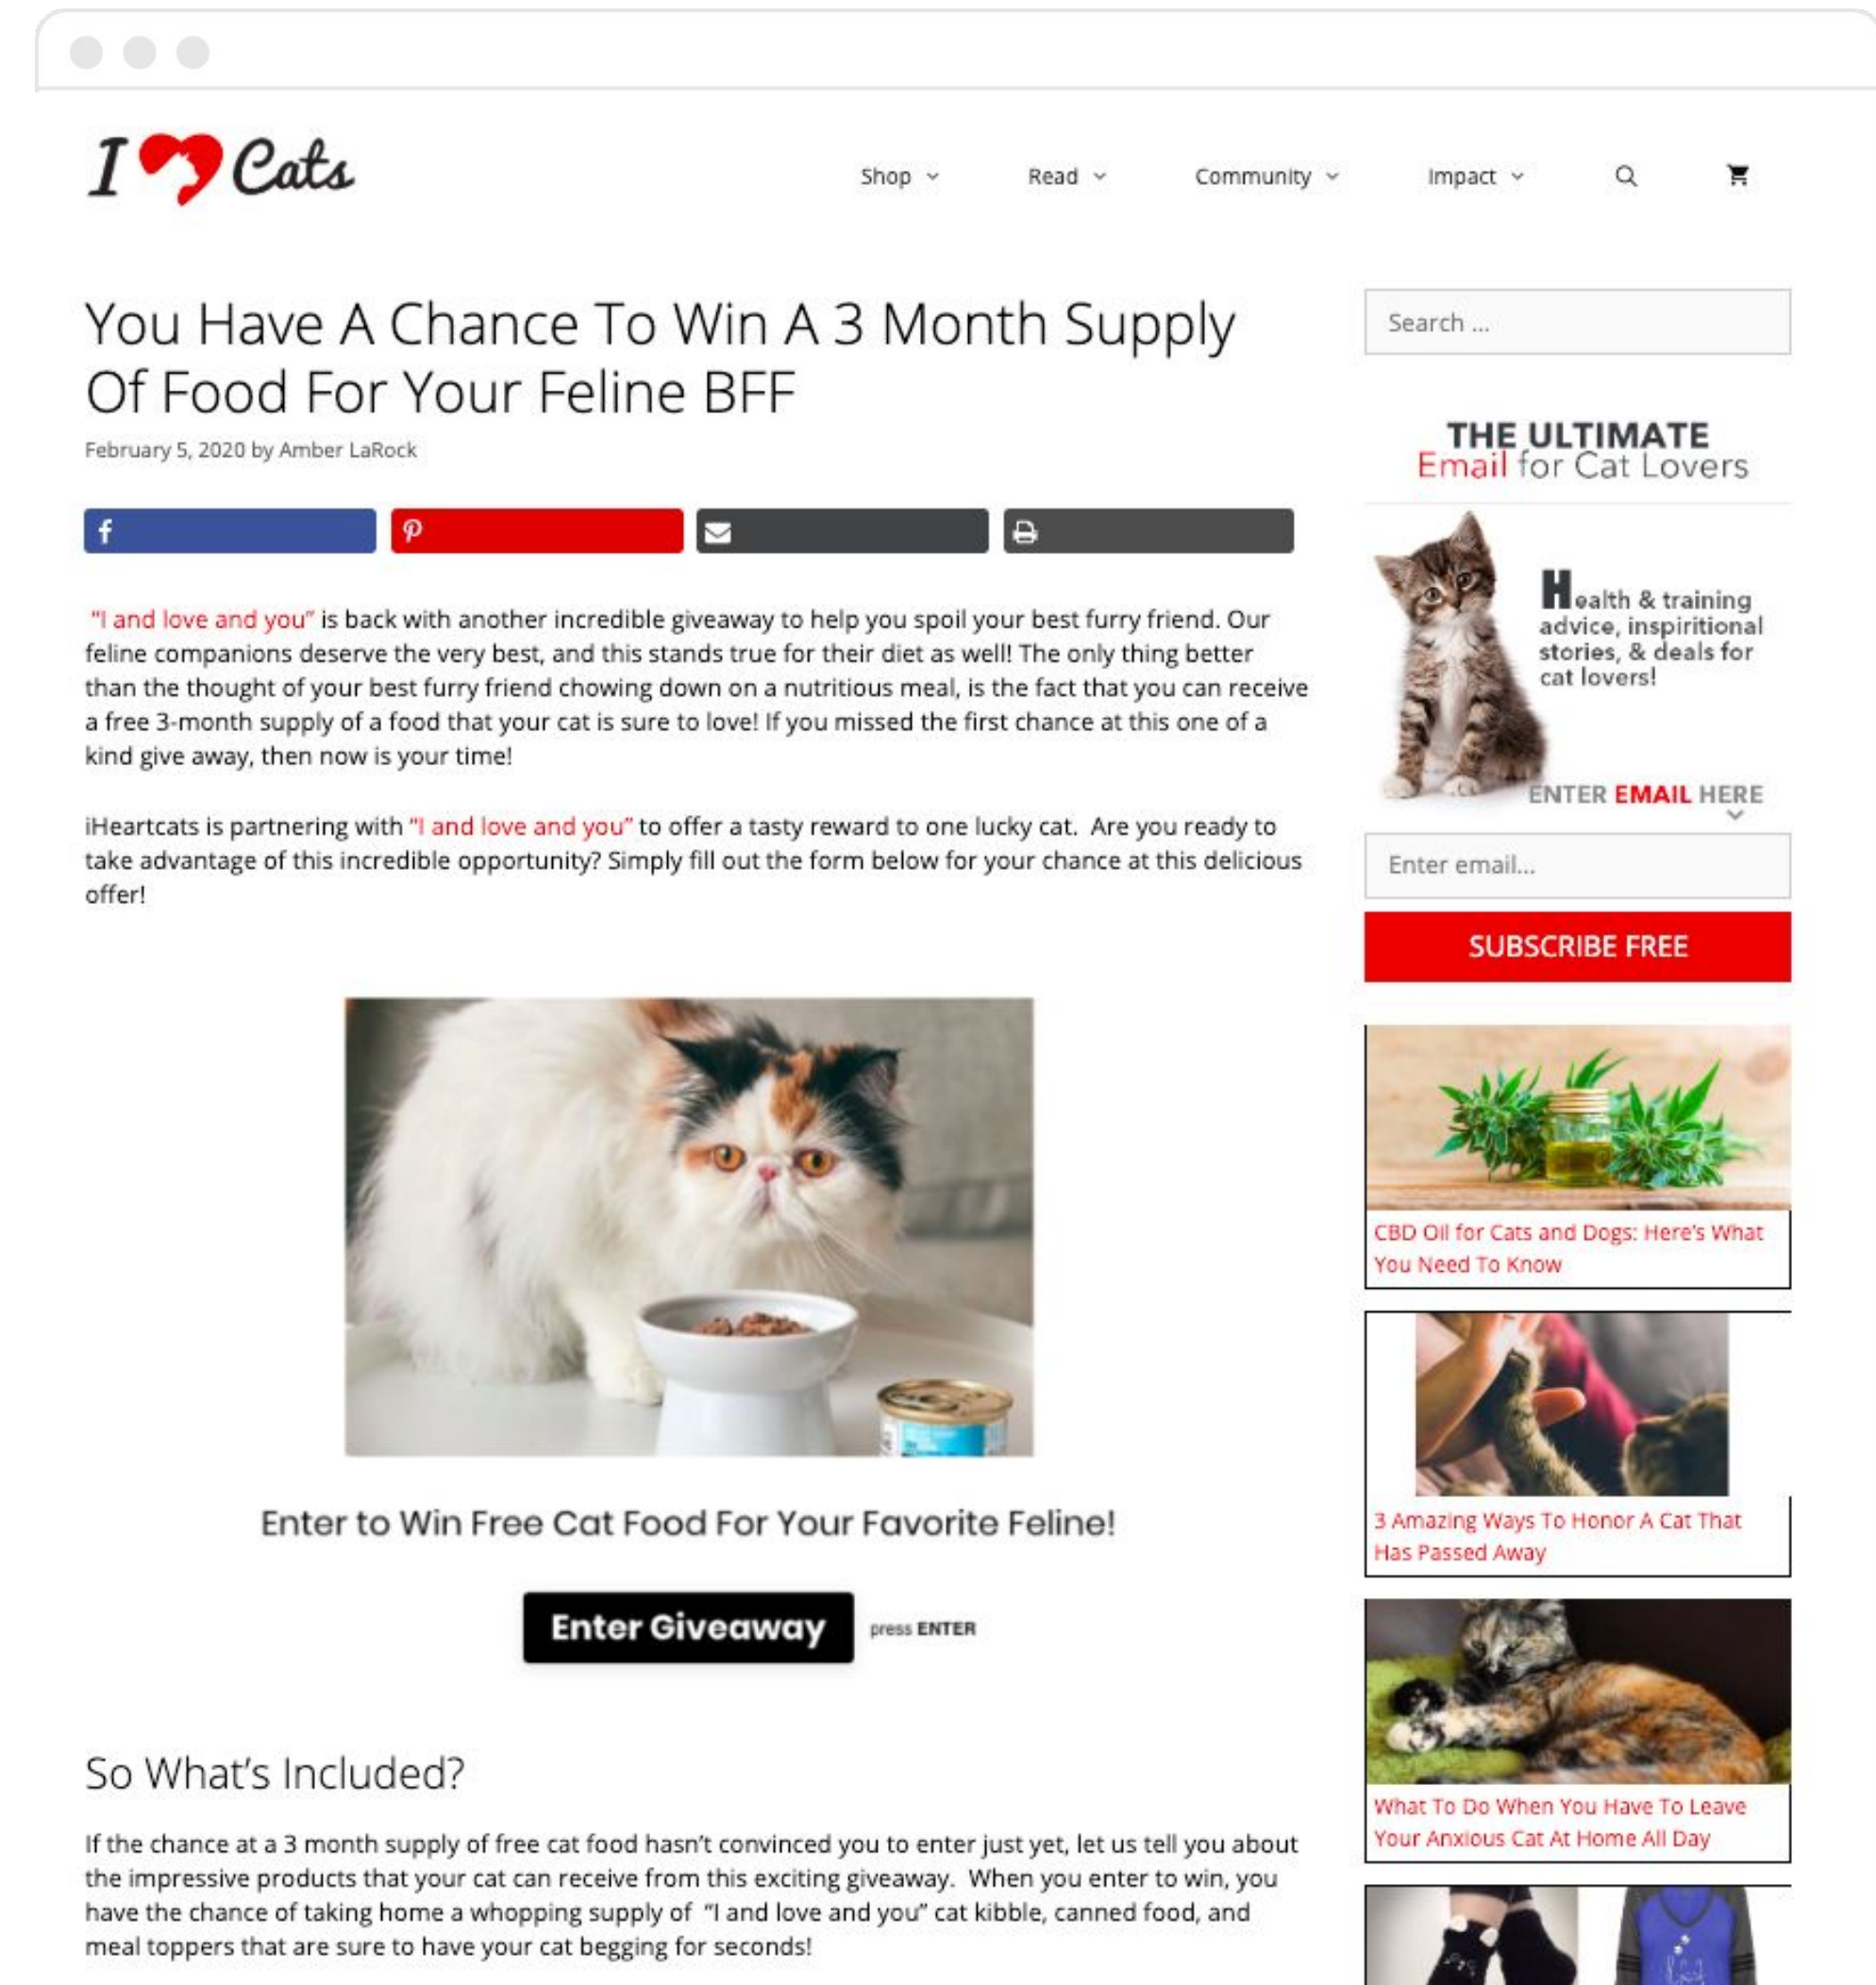 I Cats
Shop
Read
Community
Impact
You Have A Chance To Win A 3 Month Supply
Of Food For Your Feline BFF
February 5, 2020 by Amber LaRock
"I and love and you" is back with another incredible giveaway to help you spoil your best furry friend. Our
feline companions deserve the very best, and this stands true for their diet as well! The only thing better
than the thought of your best furry friend chowing down on a nutritious meal, is the fact that you can receive
a free 3-month supply of a food that your cat is sure to love! If you missed the first chance at this one of a
kind give away, then now is your time!
iHeartcats is partnering with "I and love and you" to offer a tasty reward to one lucky cat. Are you ready to
take advantage of this incredible opportunity? Simply fill out the form below for your chance at this delicious
offer!
Enter to Win Free Cat Food For Your Favorite Feline!
Enter Giveaway
press ENTER
So What's Included?
If the chance at a 3 month supply of free cat food hasn't convinced you to enter just yet, let us tell you about
the impressive products that your cat can receive from this exciting giveaway. When you enter to win, you
have the chance of taking home a whopping supply of "I and love and you" cat kibble, canned food, and
meal toppers that are sure to have your cat begging for seconds!
Search ...
THE ULTIMATE
Email for Cat Lovers
Health & training
advice, inspiritional
stories, & deals for
cat lovers!
ENTER EMAIL HERE
Enter email...
SUBSCRIBE FREE
CBD Oil for Cats and Dogs: Here's What
You Need To Know
3 Amazing Ways To Honor A Cat That
Has Passed Away
What To Do When You Have To Leave
Your Anxious Cat At Home All Day